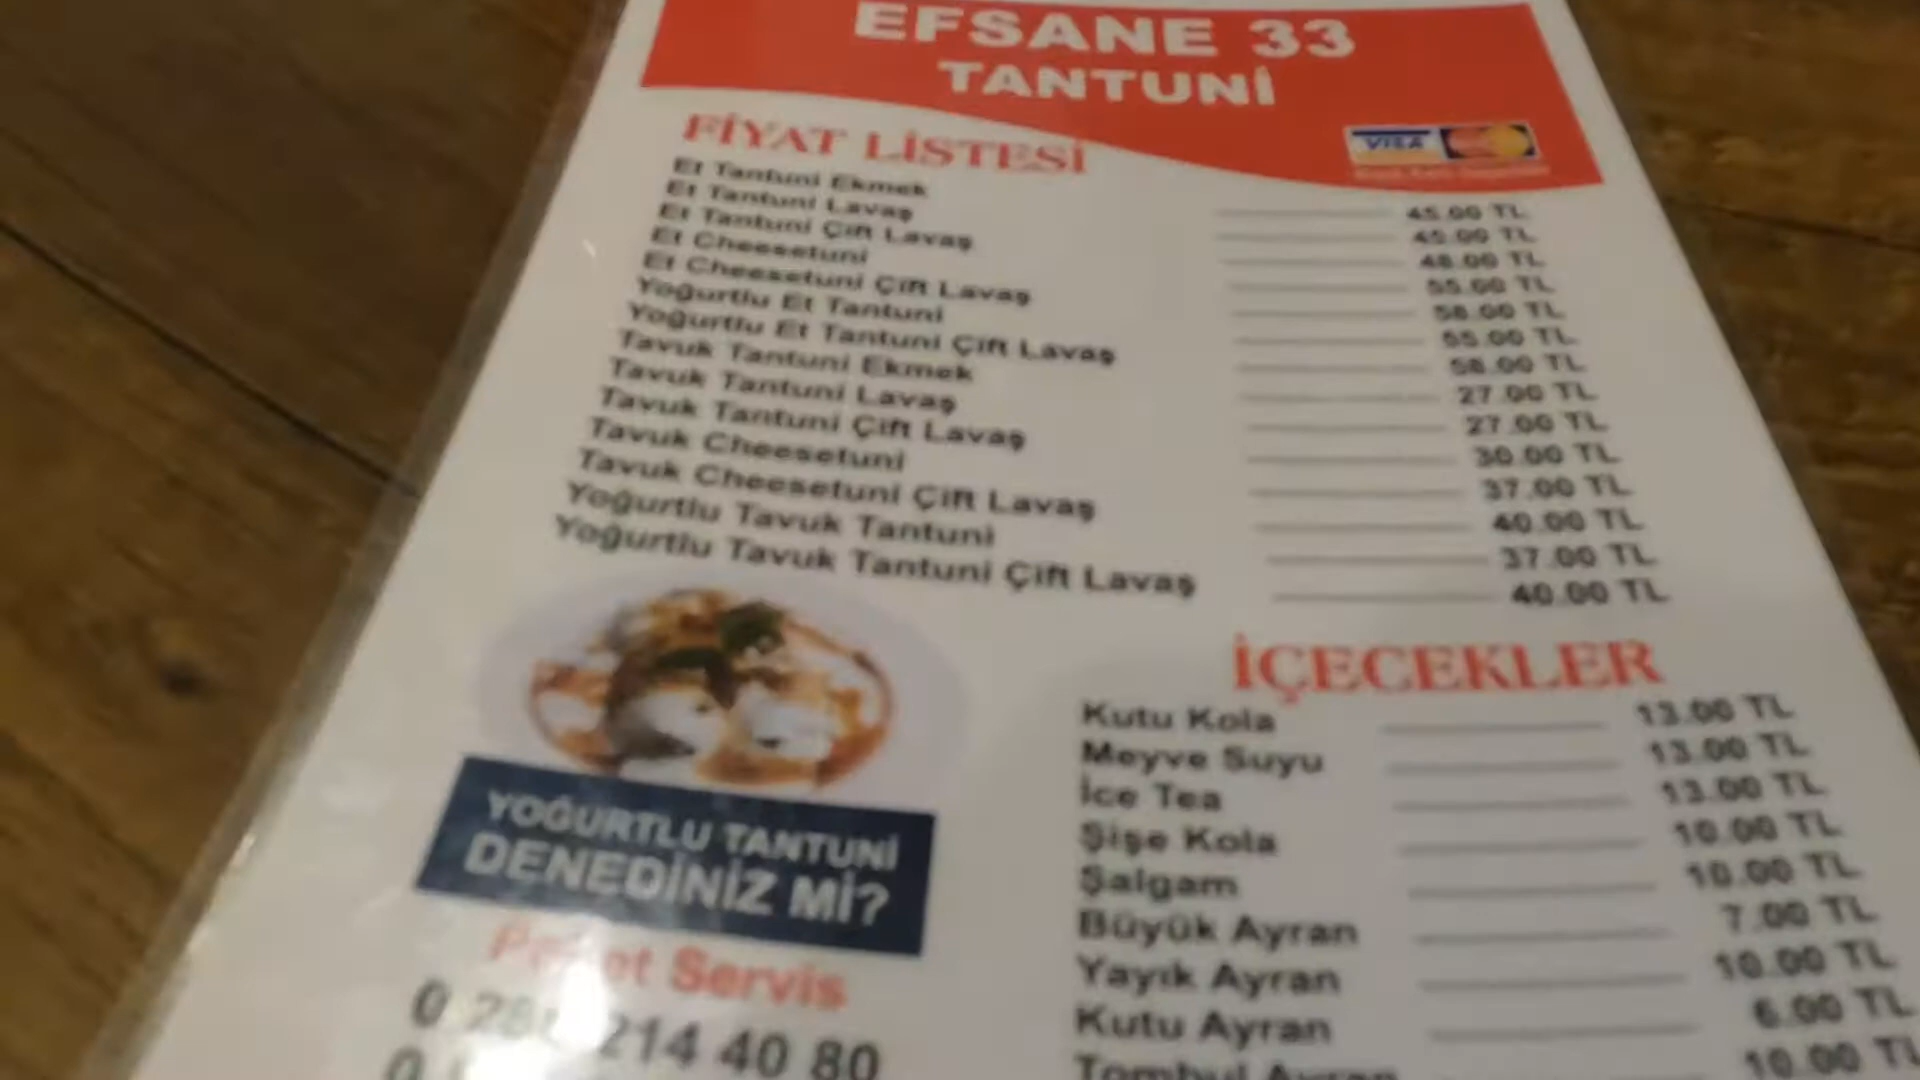 EFSANE 33
TANTUNİ
VISA
FİYAT LİSTESİ
Et Tantuni Ekmek 45.00 TL
Et Tantuni Lavaş 45.00 TL
Et Tantuni Çift Lavaş 48.00 TL
Et Cheesetuni 55.00 TL
Et Cheesetuni Çift Lavaş 58.00 TL
Yoğurtlu Et Tantuni 55.00 TL
Yoğurtlu Et Tantuni Çift Lavaş 58.00 TL
Tavuk Tantuni Ekmek 27.00 TL
Tavuk Tantuni Lavaş 27.00 TL
Tavuk Tantuni Çift Lavaş 30.00 TL
Tavuk Cheesetuni 37.00 TL
Tavuk Cheesetuni Çift Lavaş 40.00 TL
Yoğurtlu Tavuk Tantuni 37.00 TL
Yoğurtlu Tavuk Tantuni Çift Lavaş 40.00 TL
YOĞURTLU TANTUNİ
DENEDİNİZ Mİ?
Servis
214 40 80
İÇECEKLER
Kutu Kola 13.00 TL
Meyve Suyu 13.00 TL
İce Tea 13.00 TL
Şişe Kola 10.00 TL
Şalgam 10.00 TL
Büyük Ayran 7.00 TL
Yayık Ayran 10.00 TL
Kutu Ayran 6.00 TL
Tombul Ayran 10.00 TL